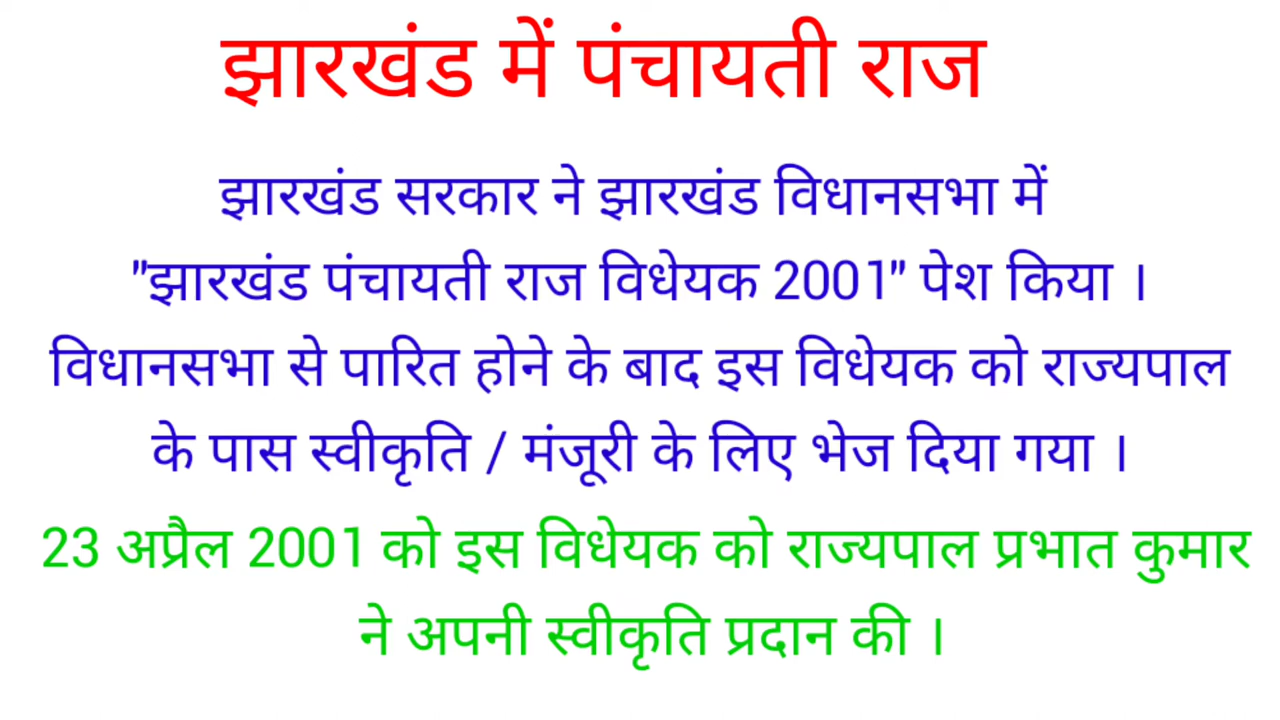 झारखंड में पंचायती राज
झारखंड सरकार ने झारखंड विधानसभा में
"झारखंड पंचायती राज विधेयक 2001" पेश किया ।
विधानसभा से पारित होने के बाद इस विधेयक को राज्यपाल
के पास स्वीकृति / मंजूरी के लिए भेज दिया गया ।
23 अप्रैल 2001 को इस विधेयक को राज्यपाल प्रभात कुमार
ने अपनी स्वीकृति प्रदान की ।